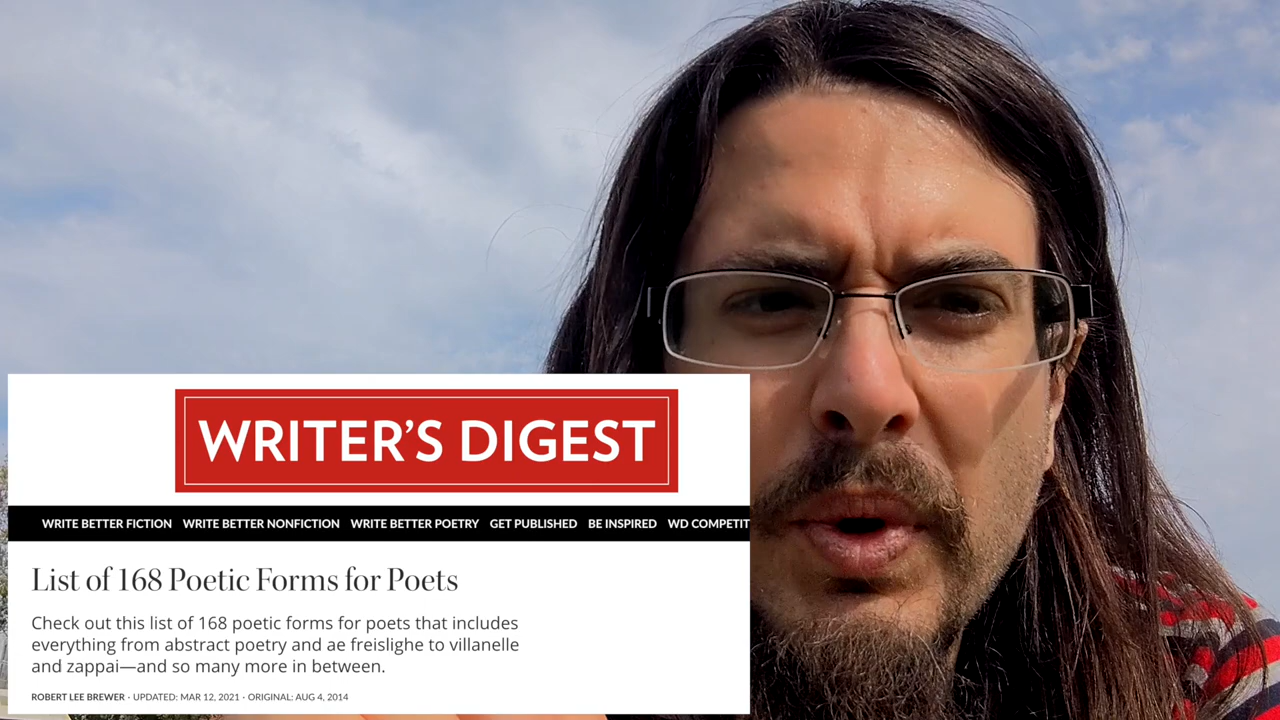 WRITER'S DIGEST
WRITE BETTER FICTION WRITE BETTER NONFICTION WRITE BETTER POETRY GET PUBLISHED BE INSPIRED WD COMPETIT
List of 168 Poetic Forms for Poets
Check out this list of 168 poetic forms for poets that includes
everything from abstract poetry and ae freislighe to villanelle
and zappai—and so many more in between.
ROBERT LEE BREWER · UPDATED: MAR 12, 2021 · ORIGINAL: AUG 4, 2014